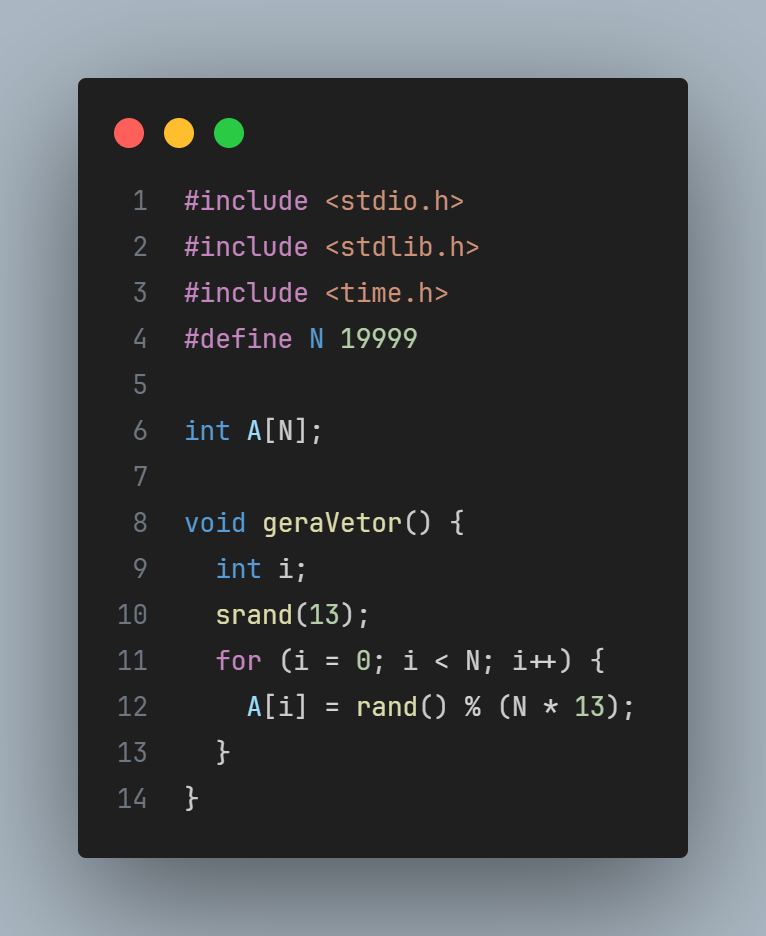 1 #include <stdio.h>
2 #include <stdlib.h>
3 #include <time.h>
4 #define N 19999
5
6 int A[N];
7
8 void geraVetor() {
9   int i;
10   srand(13);
11   for (i = 0; i < N; i++) {
12     A[i] = rand() % (N * 13);
13   }
14 }